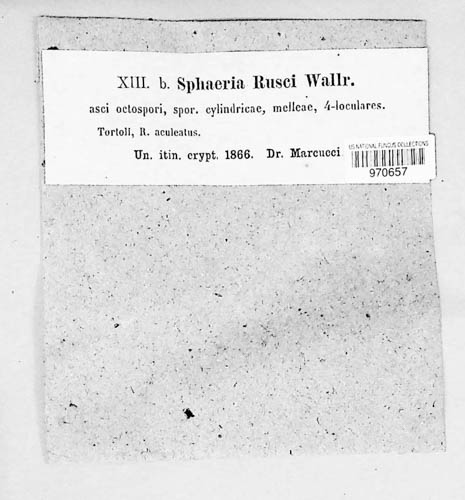 XIII. b. Sphaeria Rusci Wallr.
asci octospori, spor. cylindricae, melleae, 4-loculares.
Tortoli, R. aculeatus.
Un. itin. crypt. 1866. Dr. Marcucci
US NATIONAL FUNGUS COLLECTIONS
970657